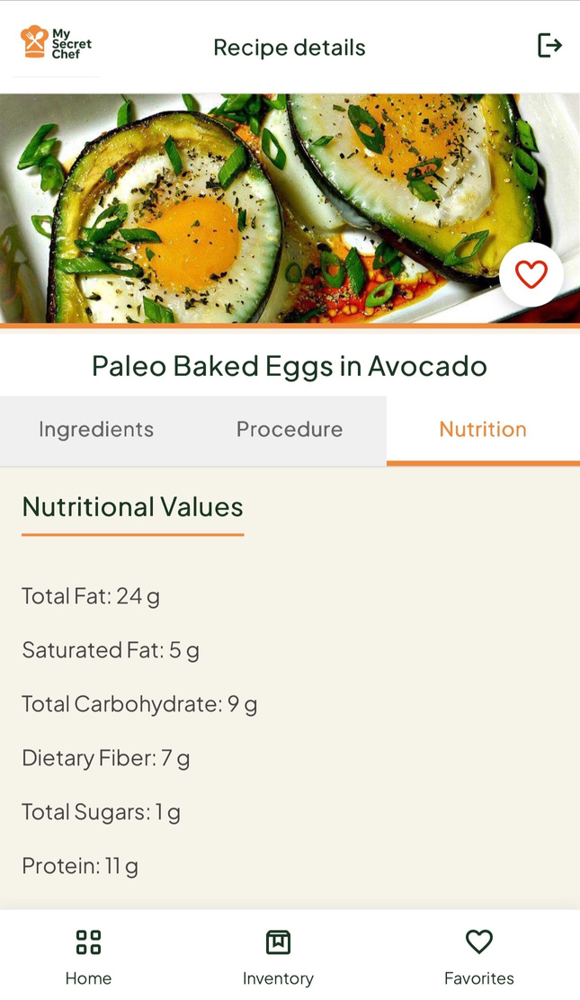 My
Secret
Chef
Recipe details
Paleo Baked Eggs in Avocado
Ingredients
Procedure
Nutrition
Nutritional Values
Total Fat: 24 g
Saturated Fat: 5 g
Total Carbohydrate: 9 g
Dietary Fiber: 7 g
Total Sugars: 1 g
Protein: 11 g
Home
Inventory
Favorites